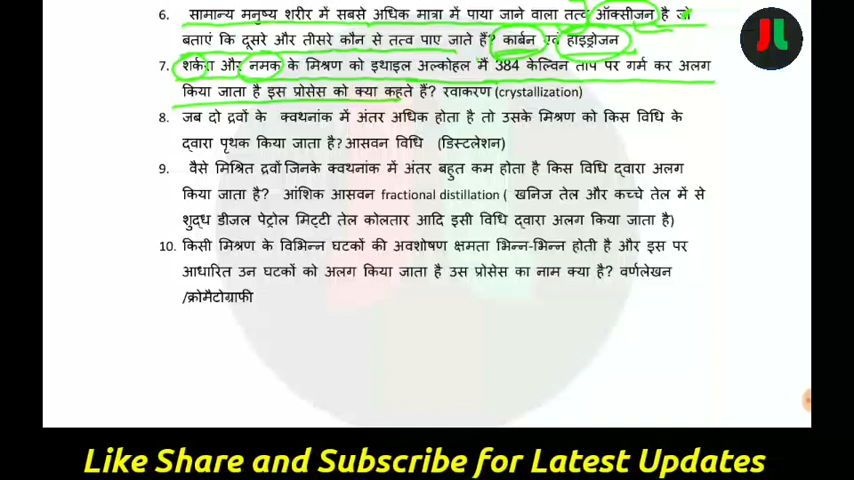 6. सामान्य मनुष्य शरीर में सबसे अधिक मात्रा में पाया जाने वाला तत्व ऑक्सीजन है जो
बताएं कि दूसरे और तीसरे कौन से तत्व पाए जाते हैं? कार्बन एवं हाइड्रोजन
7. शर्करा और नमक के मिश्रण को इथाइल अल्कोहल में 384 केल्विन ताप पर गर्म कर अलग
किया जाता है इस प्रोसेस को क्या कहते हैं? रवाकरण (crystallization)
8. जब दो द्रवों के क्वथनांक में अंतर अधिक होता है तो उसके मिश्रण को किस विधि के
द्वारा पृथक किया जाता है? आसवन विधि (डिस्टलेशन)
9. वैसे मिश्रित द्रवों जिनके क्वथनांक में अंतर बहुत कम होता है किस विधि द्वारा अलग
किया जाता है? आंशिक आसवन fractional distillation ( खनिज तेल और कच्चे तेल में से
शुद्ध डीजल पेट्रोल मिट्टी तेल कोलतार आदि इसी विधि द्वारा अलग किया जाता है)
10. किसी मिश्रण के विभिन्न घटकों की अवशोषण क्षमता भिन्न-भिन्न होती है और इस पर
आधारित उन घटकों को अलग किया जाता है उस प्रोसेस का नाम क्या है? वर्णलेखन
/क्रोमैटोग्राफी
Like Share and Subscribe for Latest Updates